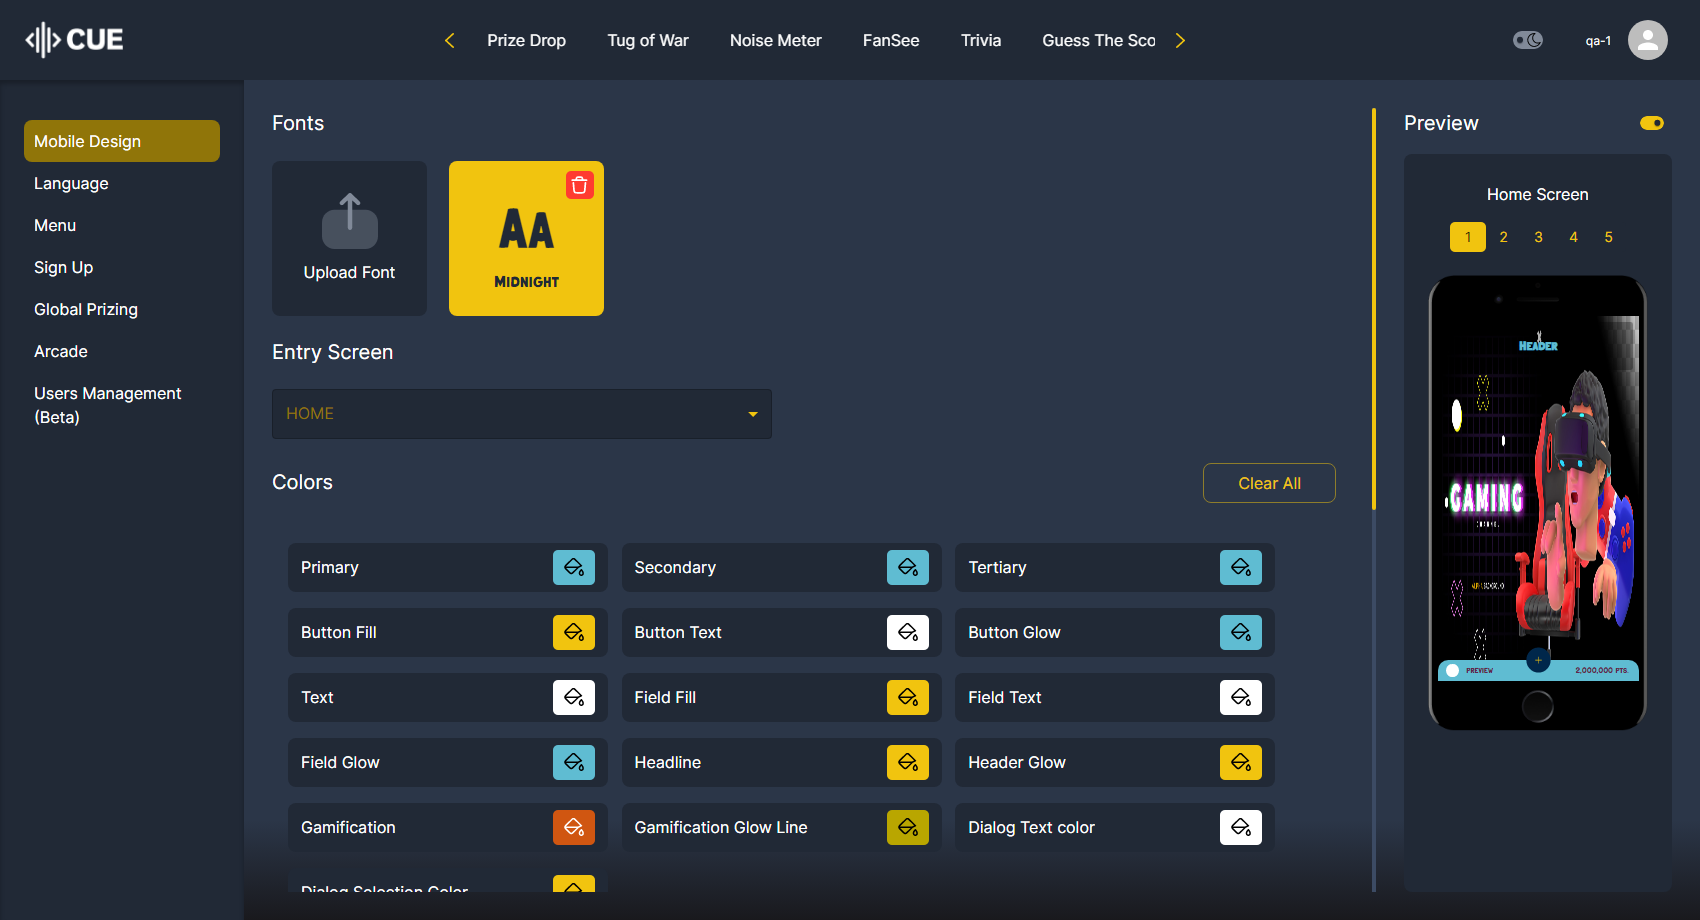 CUE
Prize Drop
Tug of War
Noise Meter
FanSee
Trivia
Guess The Sco
qa-1
Mobile Design
Language
Menu
Sign Up
Global Prizing
Arcade
Users Management
(Beta)
Fonts
Upload Font
AA
MIDNIGHT
Entry Screen
HOME
Colors
Clear All
Primary
Secondary
Tertiary
Button Fill
Button Text
Button Glow
Text
Field Fill
Field Text
Field Glow
Headline
Header Glow
Gamification
Gamification Glow Line
Dialog Text color
Dialog Selection Color
Preview
Home Screen
1 2 3 4 5
HEADER
GAMING
PREVIEW
2,000,000 PTS.